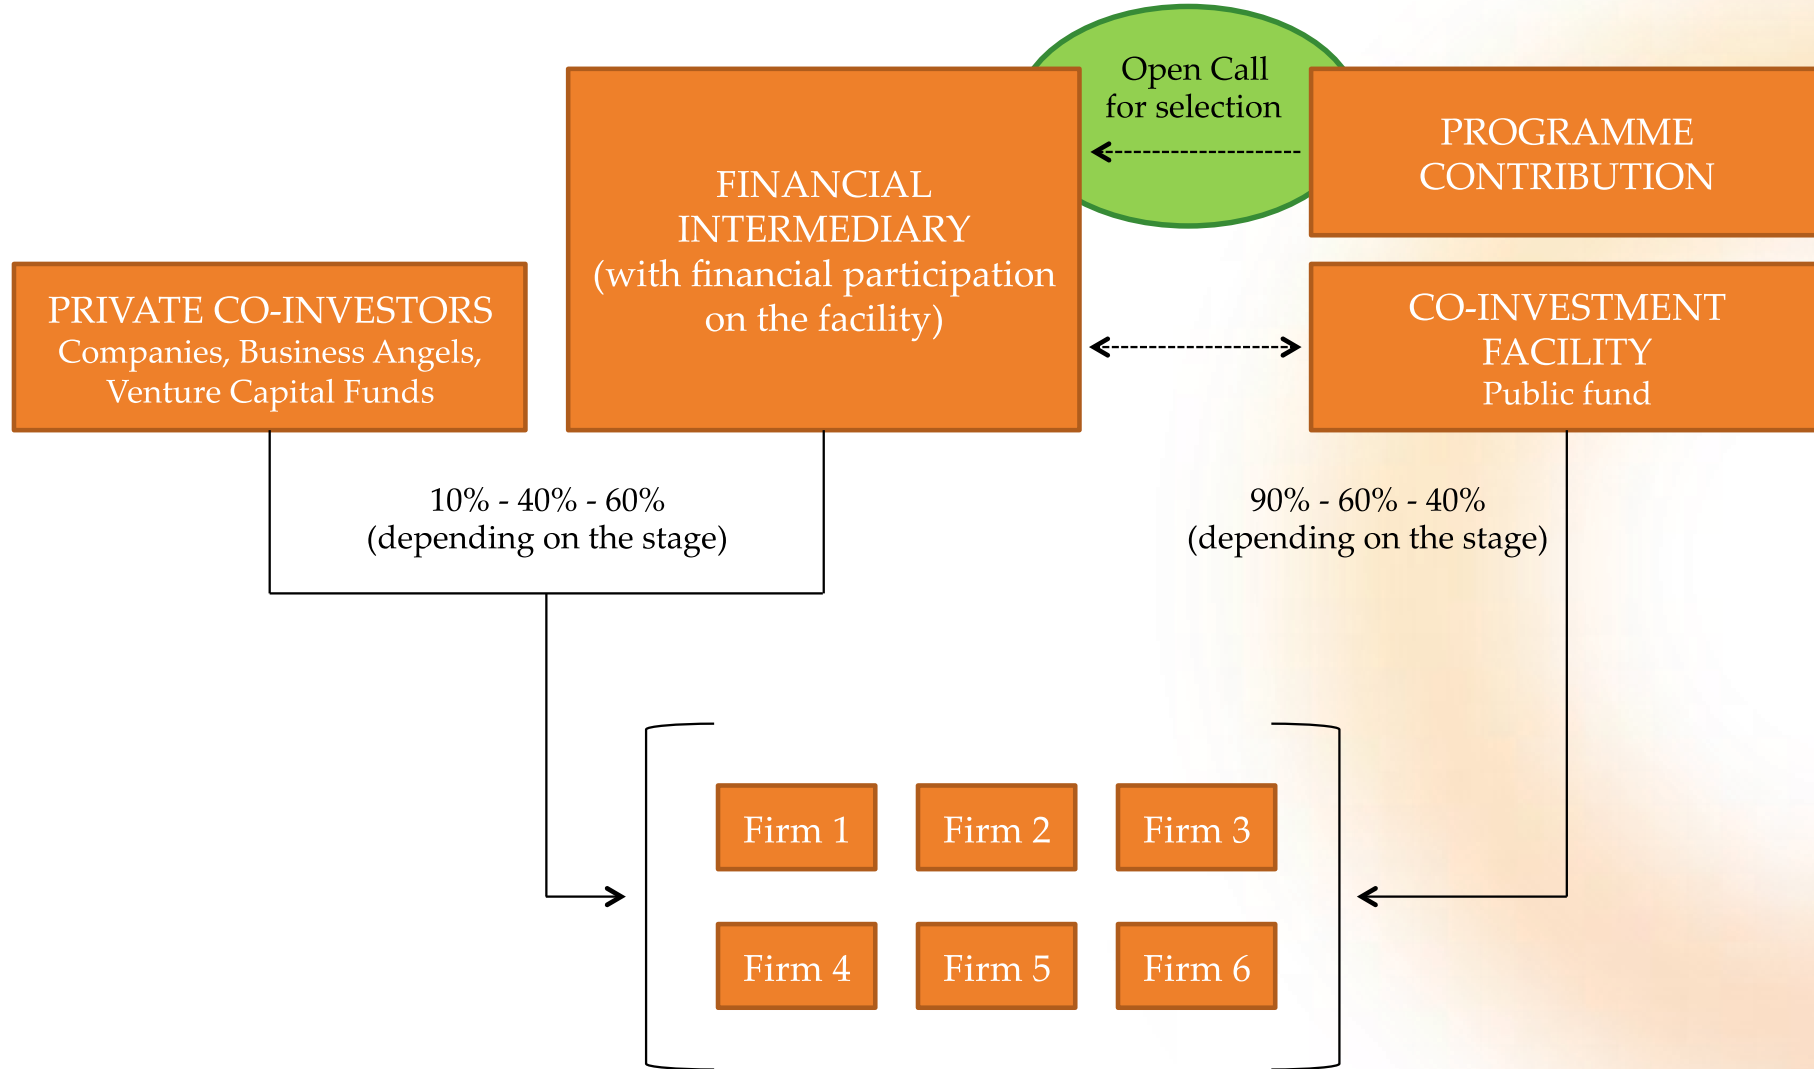 Open Call
for selection
PROGRAMME
CONTRIBUTION
FINANCIAL
INTERMEDIARY
(with financial participation
on the facility)
PRIVATE CO-INVESTORS
Companies, Business Angels,
Venture Capital Funds
CO-INVESTMENT
FACILITY
Public fund
10% - 40% - 60%
(depending on the stage)
90% - 60% - 40%
(depending on the stage)
Firm 1
Firm 2
Firm 3
Firm 4
Firm 5
Firm 6